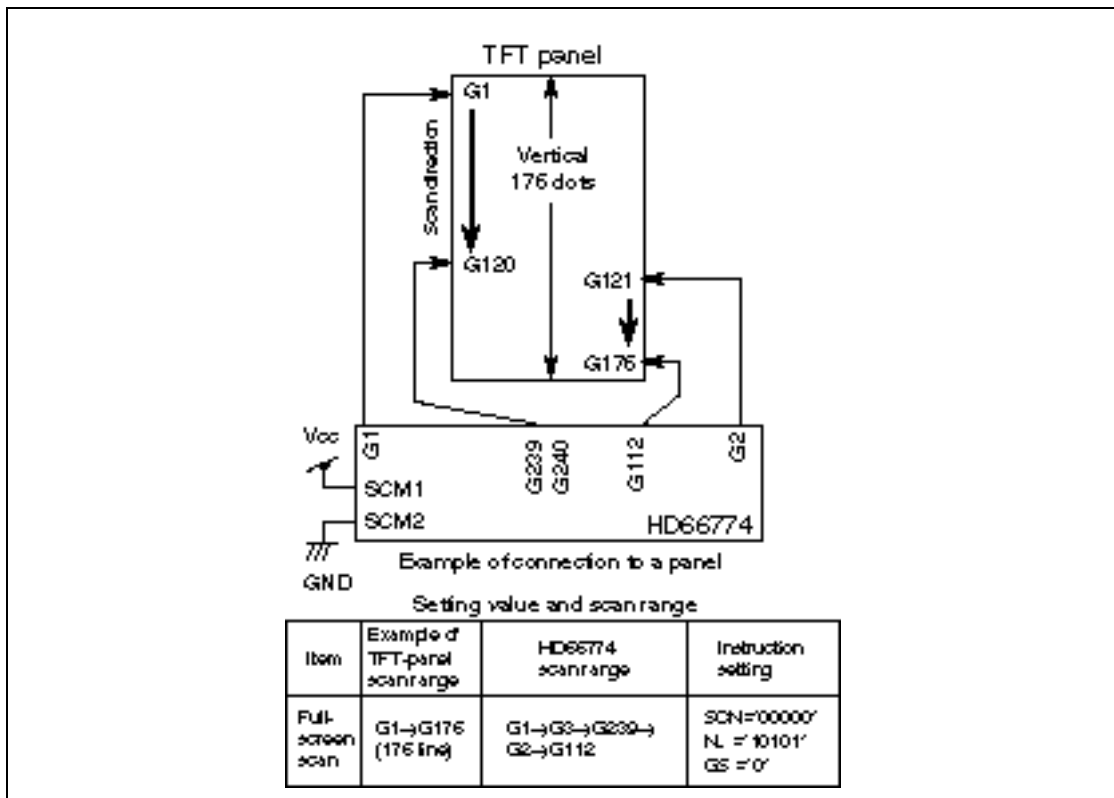 TFT panel
G1
Scan direction
Vertical
176 dots
G120
G121
G176
Vcc
G1
G239
G240
G112
G2
SCM1
SCM2
HD66774
GND
Example of connection to a panel
Setting value and scan range
Item
Example of
TFT-panel
scan range
HD66774
scan range
Instruction
setting
Full-
screen
scan
G1→G176
(176 line)
G1→G3→G239→
G2→G112
SCN='00000'
NL ='10101'
GS ='0'